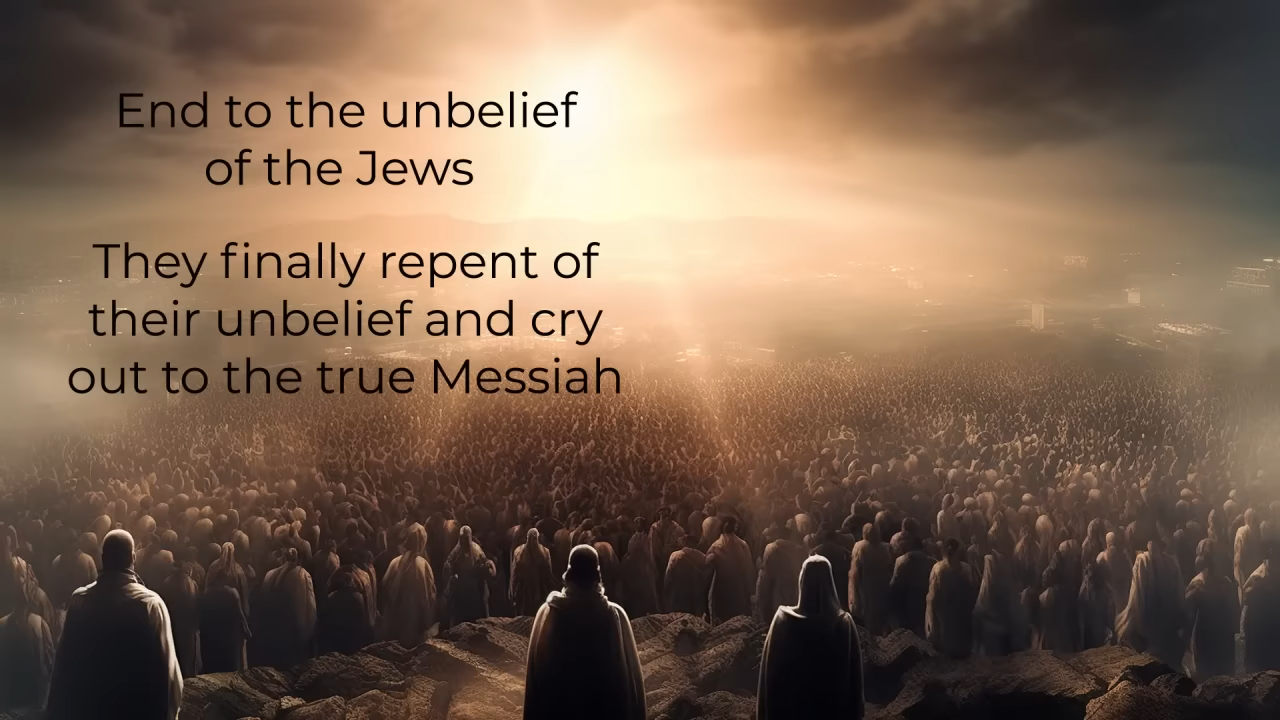 End to the unbelief
of the Jews
They finally repent of
their unbelief and cry
out to the true Messiah